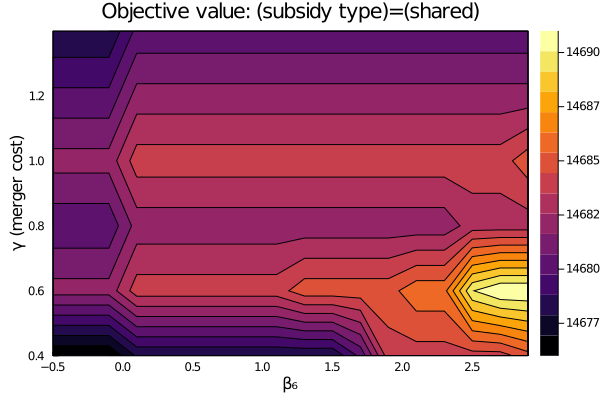 Objective value: (subsidy type)=(shared)
γ (merger cost)
1.2
1.0
0.8
0.6
0.4
−0.5 0.0 0.5 1.0 1.5 2.0 2.5
β₆
14690
14687
14685
14682
14680
14677